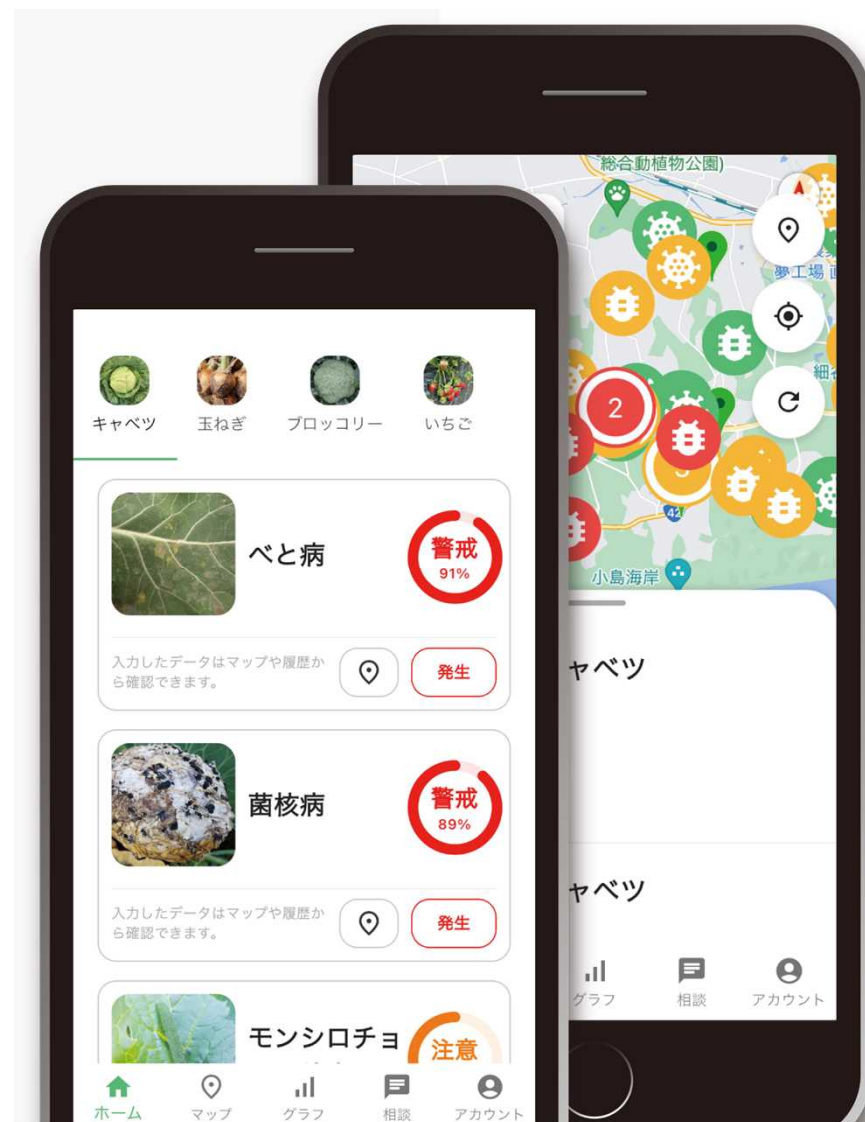 キャベツ
玉ねぎ
ブロッコリー
いちご
べと病
警戒
91%
入力したデータはマップや履歴か
ら確認できます。
発生
菌核病
警戒
89%
入力したデータはマップや履歴か
ら確認できます。
発生
モンシロチョ
注意
ホーム
マップ
グラフ
相談
アカウント
総合動植物公園)
夢工場
細
2
42
小島海岸
ャベツ
ャベツ
グラフ
相談
アカウント